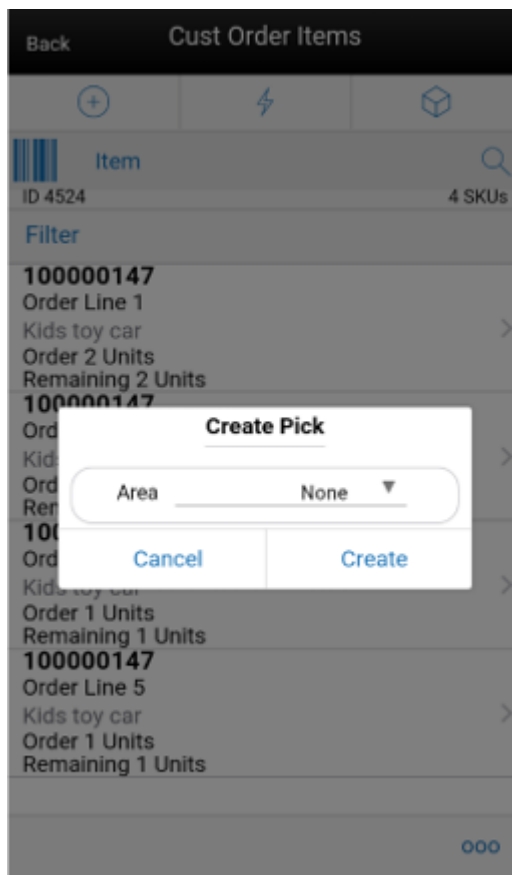 Back
Cust Order Items
Item
ID 4524
4 SKUs
Filter
100000147
Order Line 1
Kids toy car
Order 2 Units
Remaining 2 Units
100000147
Create Pick
Area
None
Cancel
Create
Order 1 Units
Remaining 1 Units
100000147
Order Line 5
Kids toy car
Order 1 Units
Remaining 1 Units